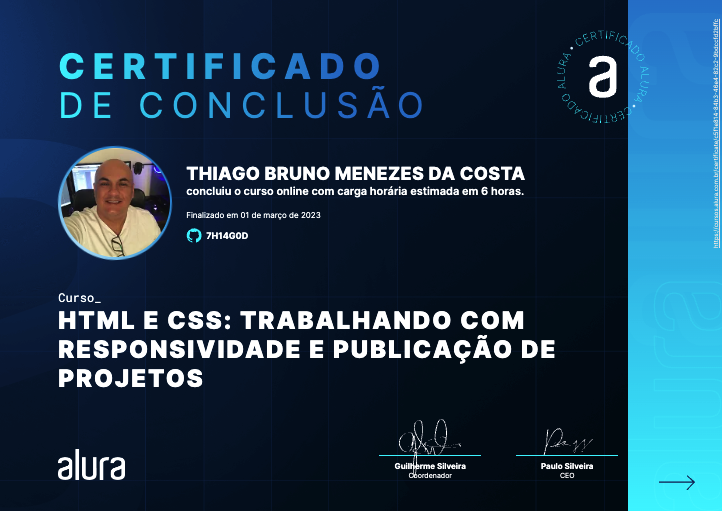 CERTIFICADO
DE CONCLUSÃO
CERTIFICADO ALURA • CERTIFICADO ALURA •
a
THIAGO BRUNO MENEZES DA COSTA
concluiu o curso online com carga horária estimada em 6 horas.
Finalizado em 01 de março de 2023
7H14G0D
Curso_
HTML E CSS: TRABALHANDO COM
RESPONSIVIDADE E PUBLICAÇÃO DE
PROJETOS
Guilherme Silveira
Coordenador
Paulo Silveira
CEO
alura
alura